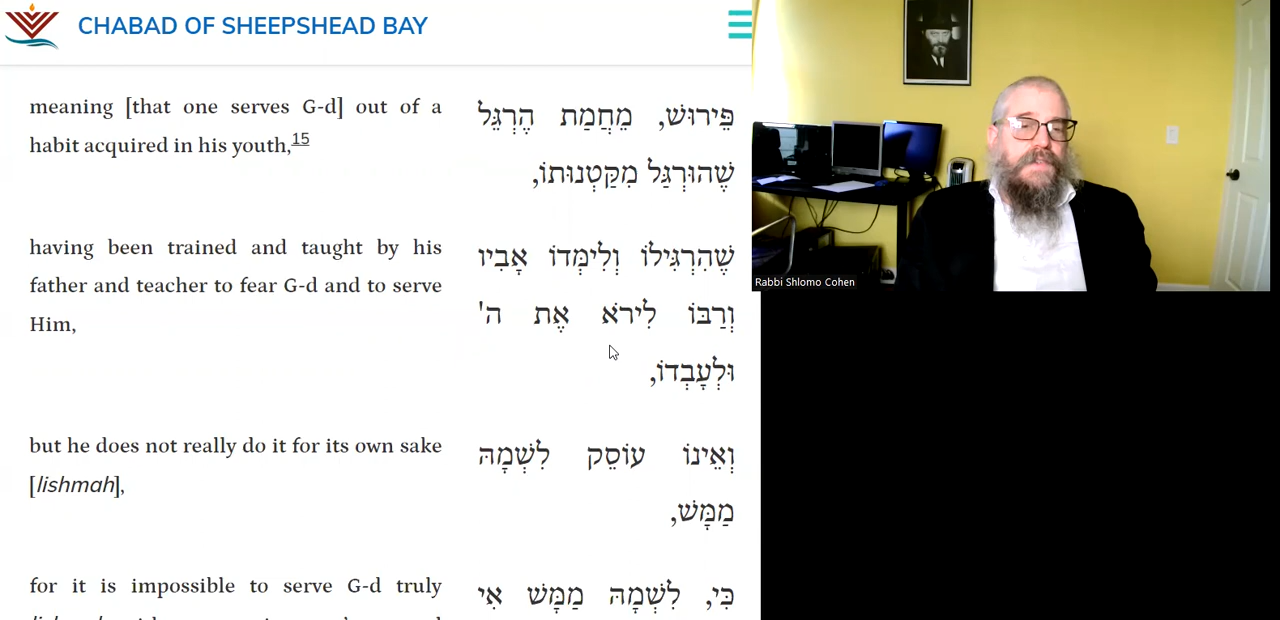 CHABAD OF SHEEPSHEAD BAY
meaning [that one serves G-d] out of a
habit acquired in his youth,15
פֵּירוּשׁ, מֵחֲמַת הֶרְגֵּל
שֶׁהוּרְגַּל מִקַּטְנוּתוֹ,
having been trained and taught by his
father and teacher to fear G-d and to serve
Him,
שֶׁהִרְגִּילוֹ וְלִימְּדוֹ אָבִיו
וְרַבּוֹ לִירֹא אֶת ה'
וּלְעָבְדוֹ,
but he does not really do it for its own sake
[lishmah],
וְאֵינוֹ עוֹסֵק לִשְׁמָהּ
מַמָּשׁ,
for it is impossible to serve G-d truly
כִּי, לִשְׁמָהּ מַמָּשׁ אִי
Rabbi Shlomo Cohen